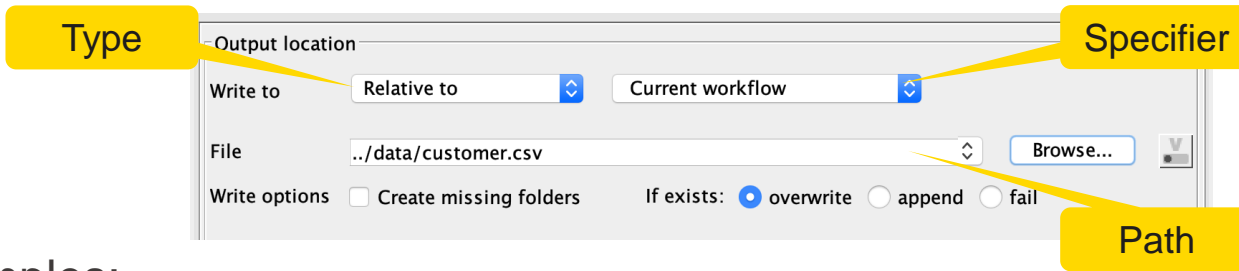 Type
Specifier
Output location
Write to Relative to Current workflow
File ../data/customer.csv Browse... V
Write options Create missing folders If exists: overwrite append fail
Path